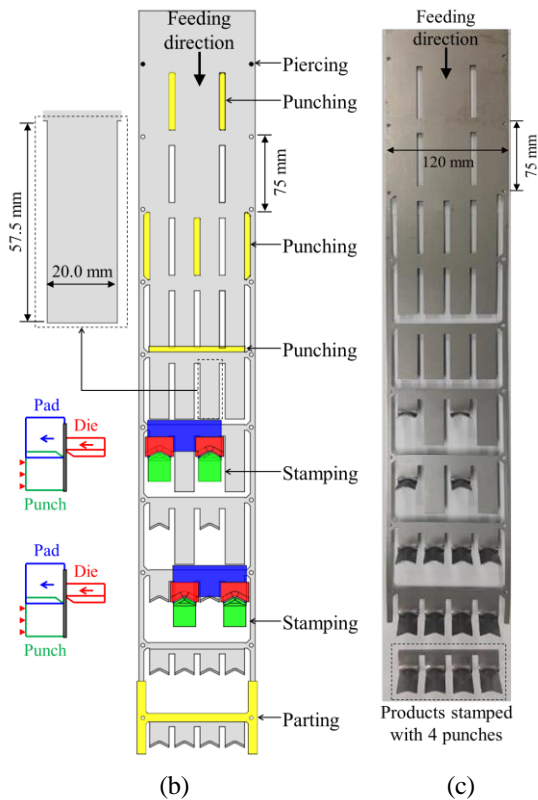 Feeding
direction
Piercing
Punching
57.5 mm
20.0 mm
75 mm
Punching
Punching
Pad
Die
Punch
Stamping
Pad
Die
Punch
Stamping
Parting
(b)
Feeding
direction
120 mm
75 mm
Products stamped
with 4 punches
(c)